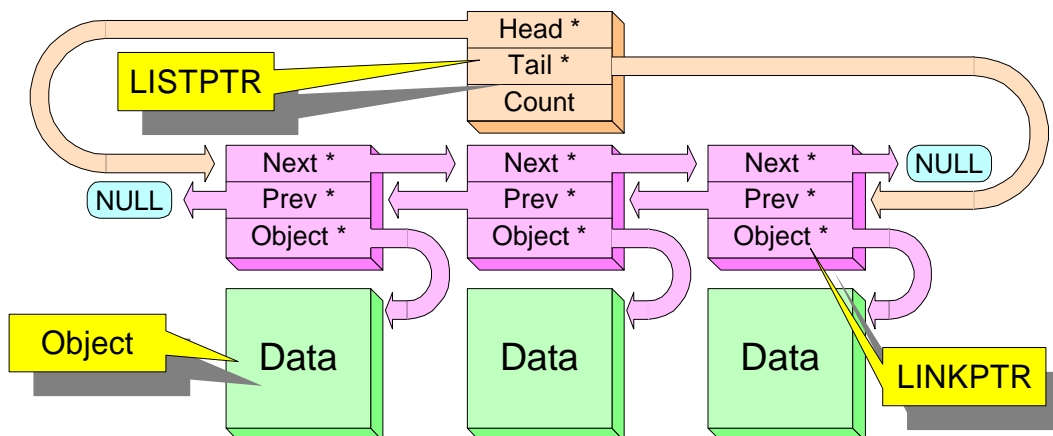 Head *
Tail *
Count
LISTPTR
Next *
Next *
Next *
NULL
NULL
Prev *
Prev *
Prev *
Object *
Object *
Object *
Object
Data
Data
Data
LINKPTR